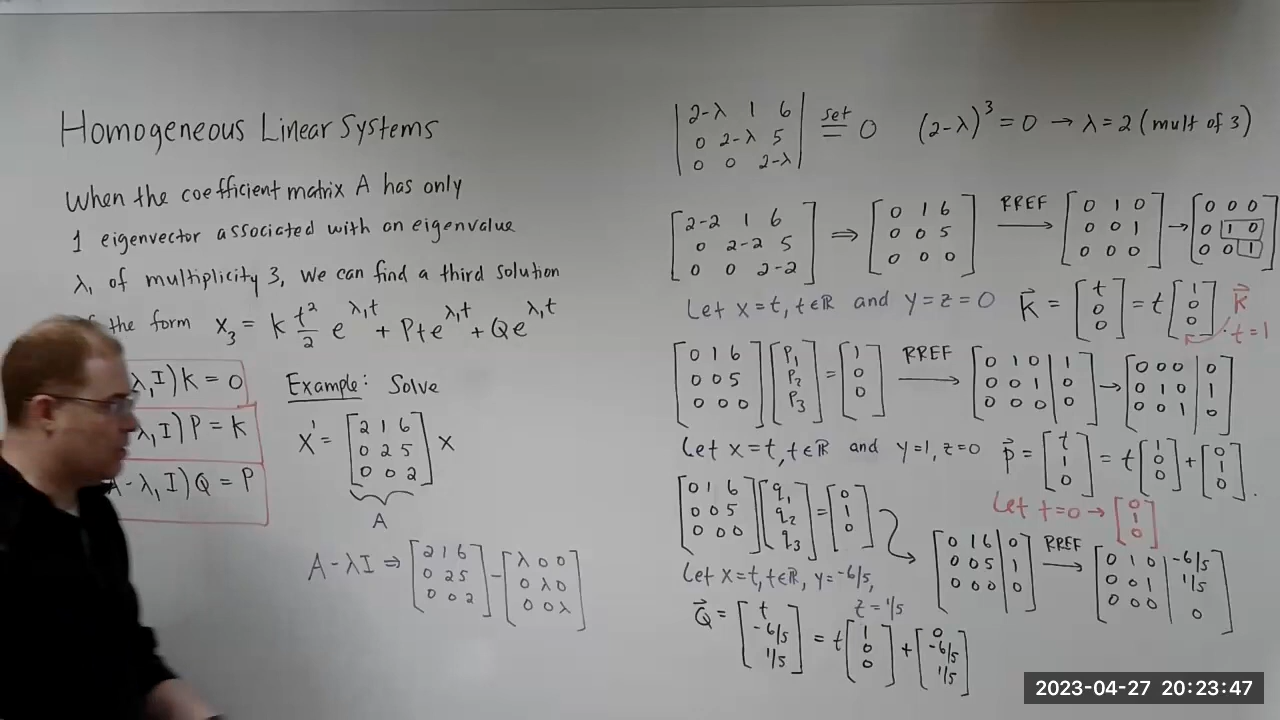 Homogeneous Linear Systems
When the coefficient matrix A has only
1 eigenvector associated with an eigenvalue
λ₁ of multiplicity 3, we can find a third solution
the form x₃ = K t²/2 e^λ₁t + Pte^λ₁t + Qe^λ₁t
λ₁I)K = 0
λ₁I)P = K
A - λ₁I)Q = P
Example: Solve
X' = [2 1 6
0 2 5
0 0 2] X
A
A - λI ⇒ [2 1 6
0 2 5
0 0 2] - [λ 0 0
0 λ 0
0 0 λ]
|2-λ 1 6
0 2-λ 5
0 0 2-λ| set = 0 (2-λ)³ = 0 → λ = 2 (mult of 3)
[2-2 1 6
0 2-2 5
0 0 2-2] ⇒ [0 1 6
0 0 5
0 0 0] RREF → [0 1 0
0 0 1
0 0 0] → [0 0 0
0 1 0
0 0 1]
Let x = t, t∈ℝ and y = z = 0 K⃗ = [t
0
0] = t [1
0
0] K⃗
t = 1
[0 1 6
0 0 5
0 0 0] [P₁
P₂
P₃] = [1
0
0] RREF → [0 1 0 | 1
0 0 1 | 0
0 0 0 | 0] → [0 0 0 | 0
0 1 0 | 1
0 0 1 | 0]
Let x = t, t∈ℝ and y = 1, z = 0 P⃗ = [t
1
0] = t [1
0
0] + [0
1
0].
Let t = 0 → [0
1
0]
[0 1 6
0 0 5
0 0 0] [q₁
q₂
q₃] = [0
1
0]
[0 1 6 | 0
0 0 5 | 1
0 0 0 | 0] RREF → [0 1 0 | -6/5
0 0 1 | 1/5
0 0 0 | 0]
Let x = t, t∈ℝ, y = -6/5,
z = 1/5
Q⃗ = [t
-6/5
1/5] = t [1
0
0] + [0
-6/5
1/5]
2023-04-27 20:23:47